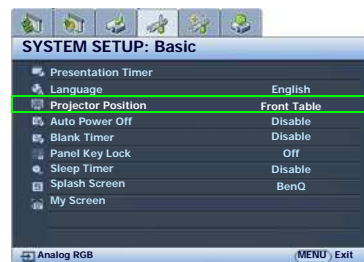 SYSTEM SETUP: Basic
Presentation Timer
Language English
Projector Position Front Table
Auto Power Off Disable
Blank Timer Disable
Panel Key Lock Off
Sleep Timer Disable
Splash Screen BenQ
My Screen
Analog RGB MENU Exit